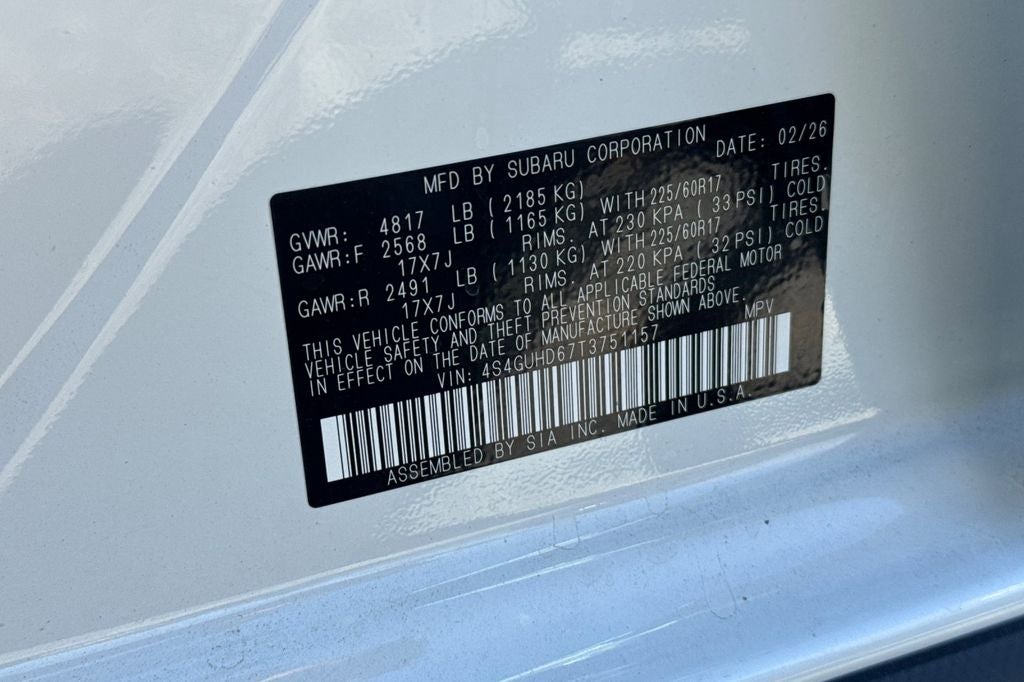 MFD BY SUBARU CORPORATION DATE: 02/26
GVWR: 4817 LB ( 2185 KG)
GAWR:F 2568 LB ( 1165 KG) WITH 225/60R17 TIRES.
17X7J RIMS. AT 230 KPA ( 33 PSI) COLD
GAWR:R 2491 LB ( 1130 KG) WITH 225/60R17 TIRES.
17X7J RIMS. AT 220 KPA ( 32 PSI) COLD
THIS VEHICLE CONFORMS TO ALL APPLICABLE FEDERAL MOTOR
VEHICLE SAFETY AND THEFT PREVENTION STANDARDS
IN EFFECT ON THE DATE OF MANUFACTURE SHOWN ABOVE.
VIN: 4S4GUHD67T3751157 MPV
ASSEMBLED BY SIA INC. MADE IN U.S.A.